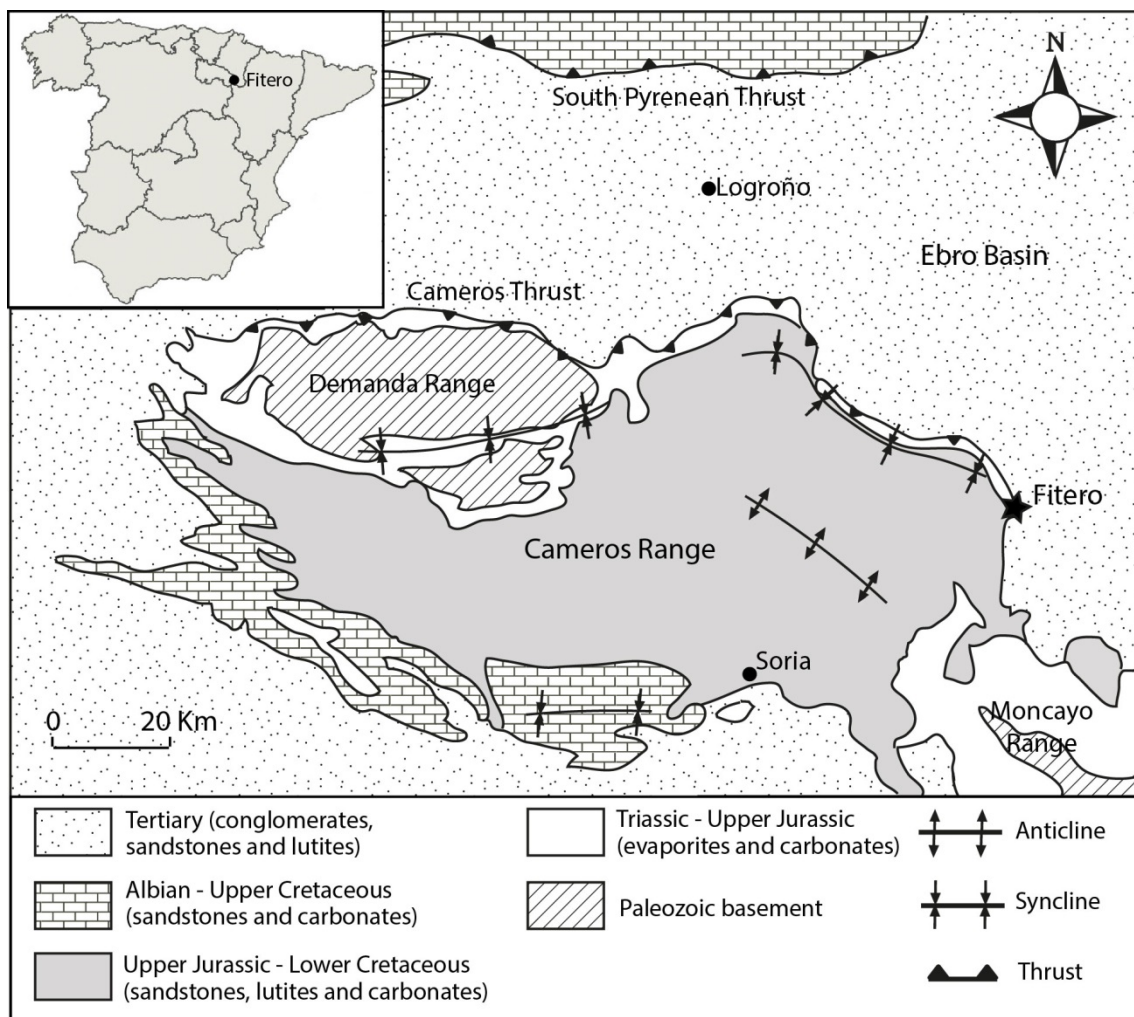 Fitero
N
South Pyrenean Thrust
Logroño
Ebro Basin
Cameros Thrust
Demanda Range
Fitero
Cameros Range
Soria
0 20 Km
Moncayo
Range
Tertiary (conglomerates,
sandstones and lutites)
Albian - Upper Cretaceous
(sandstones and carbonates)
Upper Jurassic - Lower Cretaceous
(sandstones, lutites and carbonates)
Triassic - Upper Jurassic
(evaporites and carbonates)
Paleozoic basement
Anticline
Syncline
Thrust